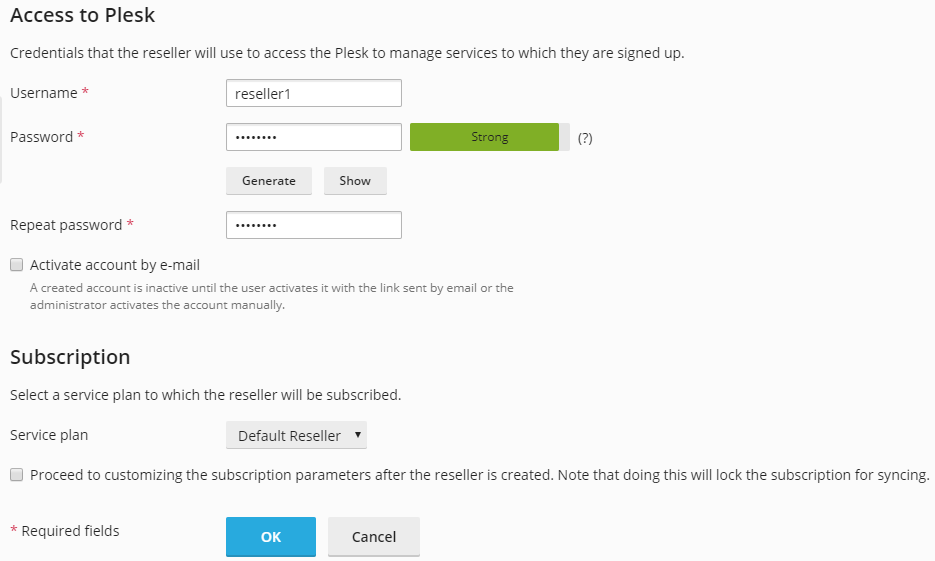 Access to Plesk
Credentials that the reseller will use to access the Plesk to manage services to which they are signed up.
Username *
reseller1
Password *
••••••••
Strong
(?)
Generate
Show
Repeat password *
••••••••
Activate account by e-mail
A created account is inactive until the user activates it with the link sent by email or the
administrator activates the account manually.
Subscription
Select a service plan to which the reseller will be subscribed.
Service plan
Default Reseller
Proceed to customizing the subscription parameters after the reseller is created. Note that doing this will lock the subscription for syncing.
* Required fields
OK
Cancel